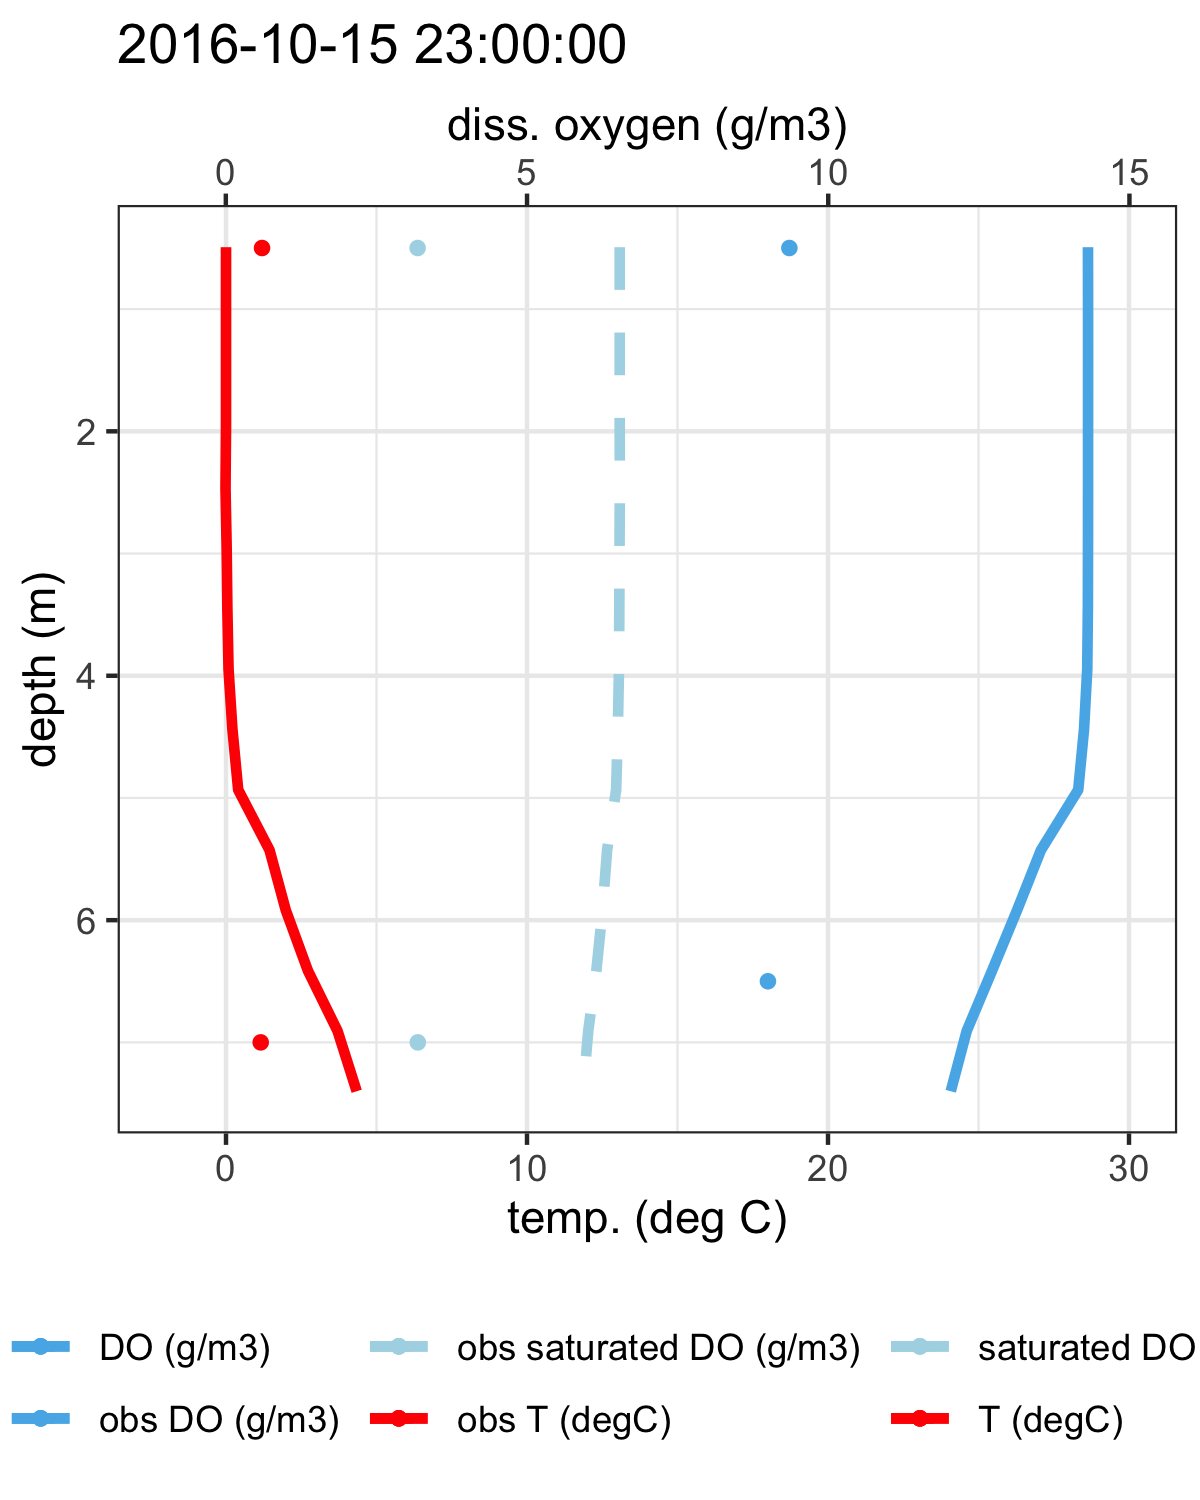 2016-10-15 23:00:00
diss. oxygen (g/m3)
0 5 10 15
2
4
6
depth (m)
0 10 20 30
temp. (deg C)
DO (g/m3) obs saturated DO (g/m3) saturated DO
obs DO (g/m3) obs T (degC) T (degC)